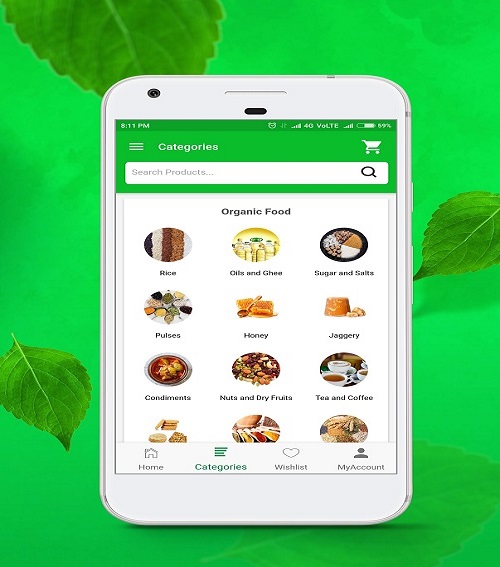 8:11 PM 4G VoLTE 59%
Categories
Search Products...
Organic Food
Rice Oils and Ghee Sugar and Salts
Pulses Honey Jaggery
Condiments Nuts and Dry Fruits Tea and Coffee
Home Categories Wishlist MyAccount